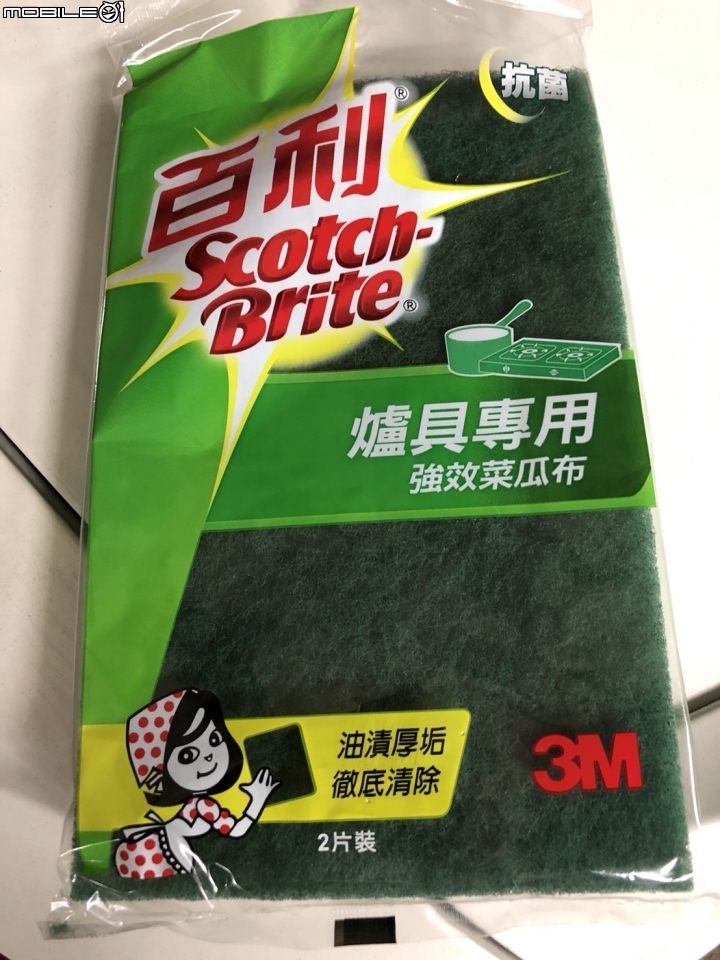 MOBILE01
抗菌
百利®
Scotch-
Brite®
爐具專用
強效菜瓜布
油漬厚垢
徹底清除
3M
2片裝